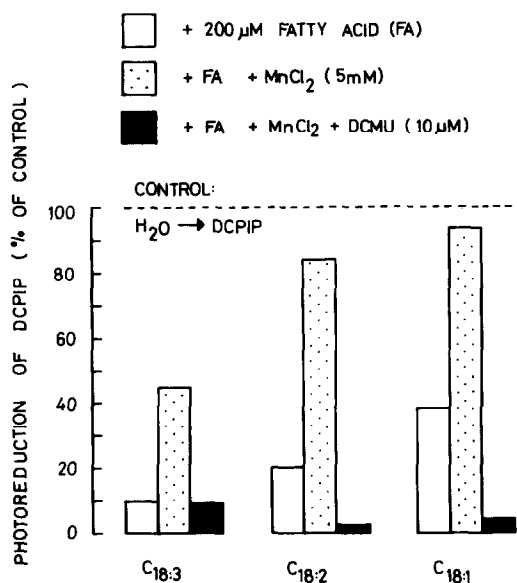 + 200 μM FATTY ACID (FA)
+ FA + MnCl₂ (5mM)
+ FA + MnCl₂ + DCMU (10 μM)
PHOTOREDUCTION OF DCPIP (% OF CONTROL)
CONTROL:
H₂O → DCPIP
100
80
60
40
20
0
C₁₈:₃
C₁₈:₂
C₁₈:₁